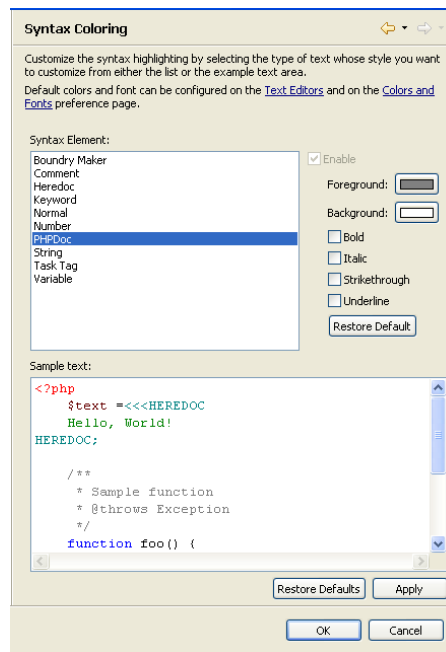 Syntax Coloring
Customize the syntax highlighting by selecting the type of text whose style you want
to customize from either the list or the example text area.
Default colors and font can be configured on the Text Editors and on the Colors and
Fonts preference page.
Syntax Element:
Boundry Maker
Comment
Heredoc
Keyword
Normal
Number
PHPDoc
String
Task Tag
Variable
Enable
Foreground:
Background:
Bold
Italic
Strikethrough
Underline
Restore Default
Sample text:
<?php
$text =<<<HEREDOC
Hello, World!
HEREDOC;
/**
* Sample function
* @throws Exception
*/
function foo() {
Restore Defaults Apply
OK Cancel